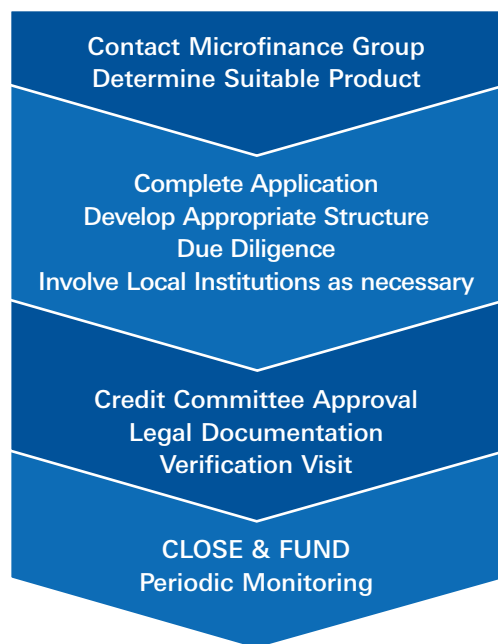 Contact Microfinance Group
Determine Suitable Product
Complete Application
Develop Appropriate Structure
Due Diligence
Involve Local Institutions as necessary
Credit Committee Approval
Legal Documentation
Verification Visit
CLOSE & FUND
Periodic Monitoring